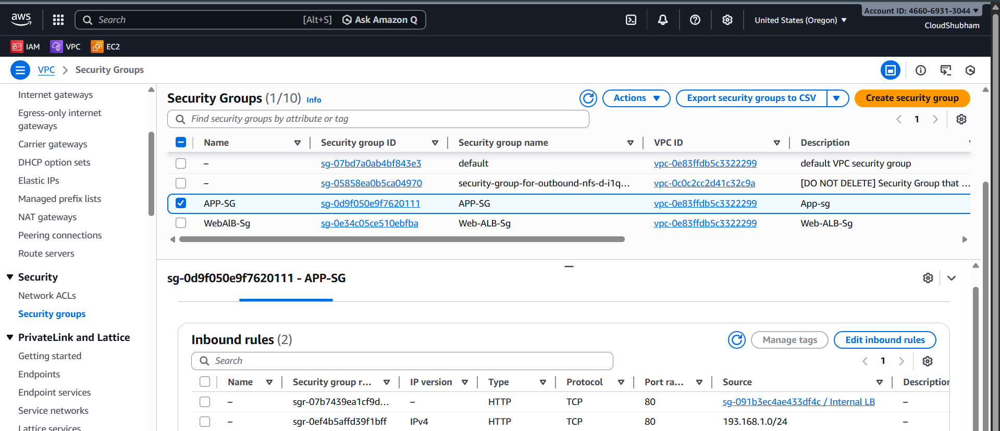 Account ID: 4660-6931-3044
aws
Search [Alt+S] Ask Amazon Q
United States (Oregon)
CloudShubham
IAM VPC EC2
VPC > Security Groups
Internet gateways
Egress-only internet
gateways
Carrier gateways
DHCP option sets
Elastic IPs
Managed prefix lists
NAT gateways
Peering connections
Route servers
Security
Network ACLs
Security groups
PrivateLink and Lattice
Getting started
Endpoints
Endpoint services
Service networks
Lattice services
Security Groups (1/10) Info
Actions
Export security groups to CSV
Create security group
Find security groups by attribute or tag
1
Name Security group ID Security group name VPC ID Description
– sg-07bd7a0ab4bf843e3 default vpc-0e83ffdb5c3322299 default VPC security group
– sg-05858ea0b5ca04970 security-group-for-outbound-nfs-d-i1q... vpc-0c0c2cc2d41c32c9a [DO NOT DELETE] Security Group that ...
APP-SG sg-0d9f050e9f7620111 APP-SG vpc-0e83ffdb5c3322299 App-sg
WebAlB-Sg sg-0e34c05ce510ebfba Web-ALB-Sg vpc-0e83ffdb5c3322299 Web-ALB-Sg
sg-0d9f050e9f7620111 - APP-SG
Inbound rules (2)
Manage tags
Edit inbound rules
Search
1
Name Security group r... IP version Type Protocol Port ra... Source Description
– sgr-07b7439ea1cf9d... – HTTP TCP 80 sg-091b3ec4ae433df4c / Internal LB –
– sgr-0ef4b5affd39f1bff IPv4 HTTP TCP 80 193.168.1.0/24 –